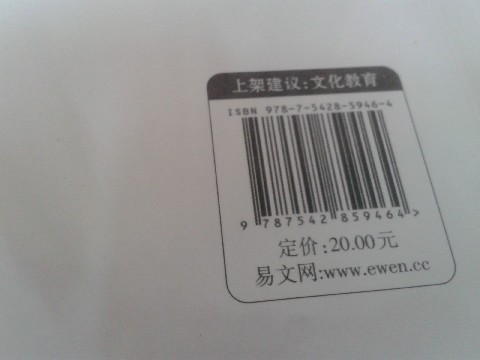 上架建议:文化教育
ISBN 978-7-5428-5946-4
9 787542 859464 >
定价:20.00元
易文网:www.ewen.cc